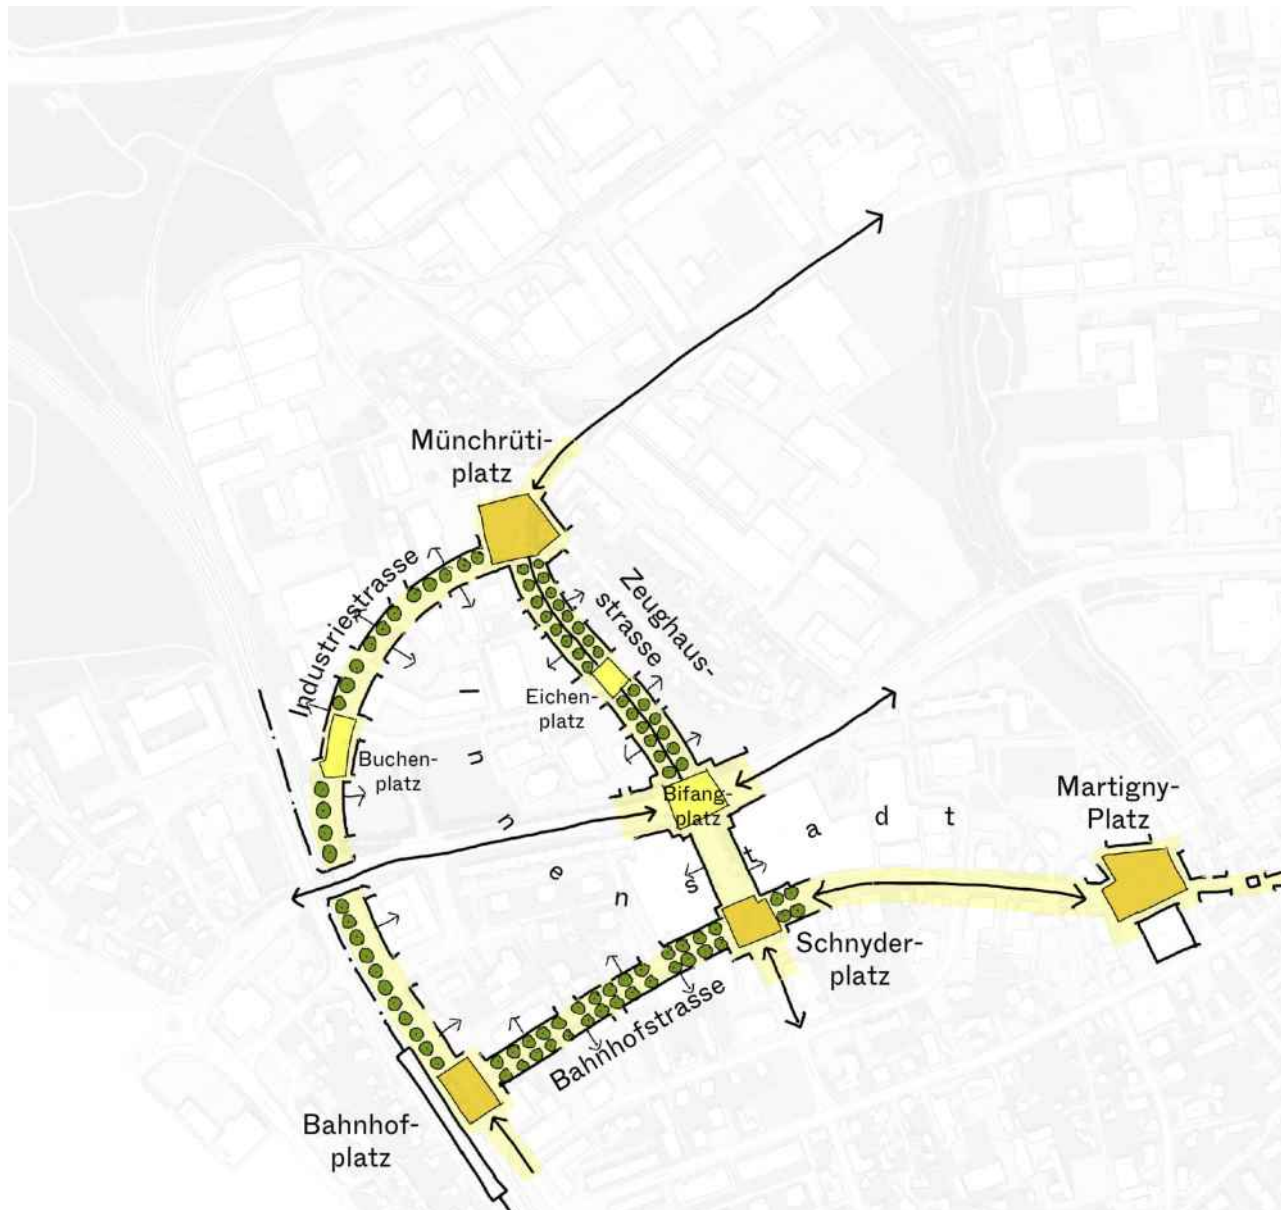 Münchrüti-
platz
Industriestrasse
Zeughaus-
strasse
Eichen-
platz
Buchen-
platz
Bifang-
platz
Martigny-
Platz
I n n e n s t a d t
Schnyder-
platz
Bahnhofstrasse
Bahnhof-
platz